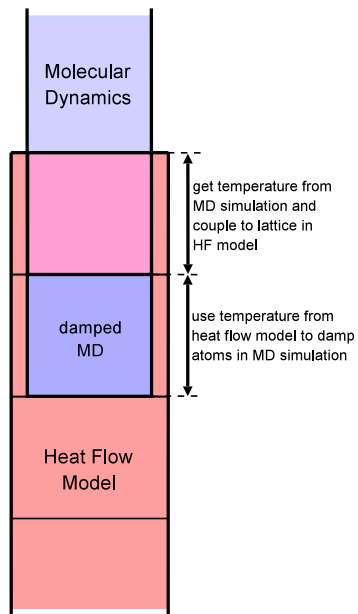 Molecular
Dynamics
get temperature from
MD simulation and
couple to lattice in
HF model
damped
MD
use temperature from
heat flow model to damp
atoms in MD simulation
Heat Flow
Model